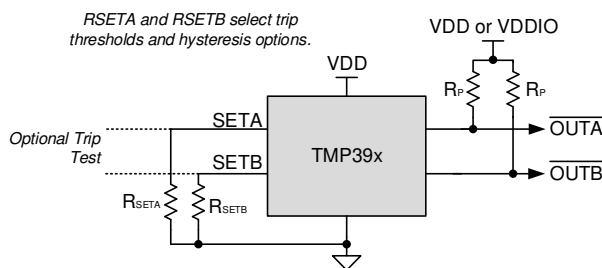 RSETA and RSETB select trip
thresholds and hysteresis options.
VDD or VDDIO
VDD
RP
RP
SETA
OUTA
Optional Trip
Test
SETB
TMP39x
OUTB
RSETA
RSETB